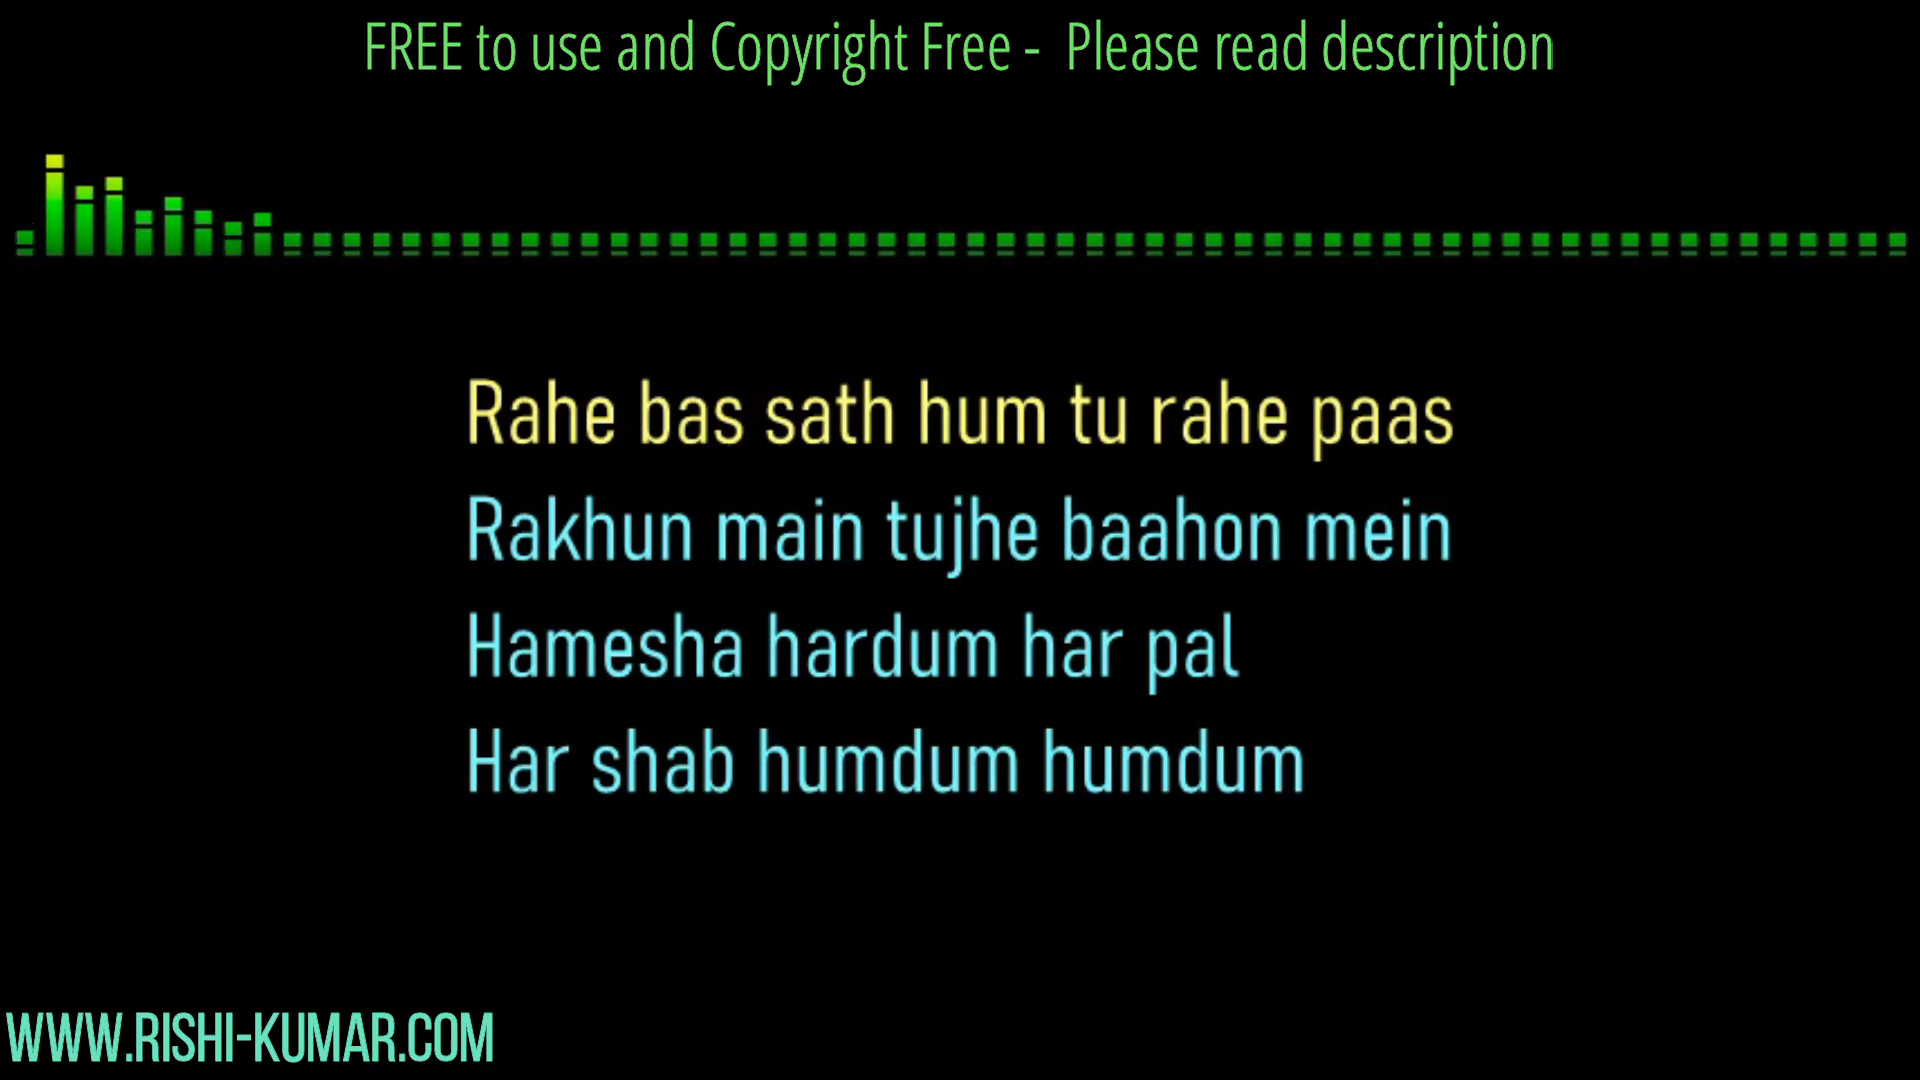 FREE to use and Copyright Free - Please read description
Rahe bas sath hum tu rahe paas
Rakhun main tujhe baahon mein
Hamesha hardum har pal
Har shab humdum humdum
WWW.RISHI-KUMAR.COM